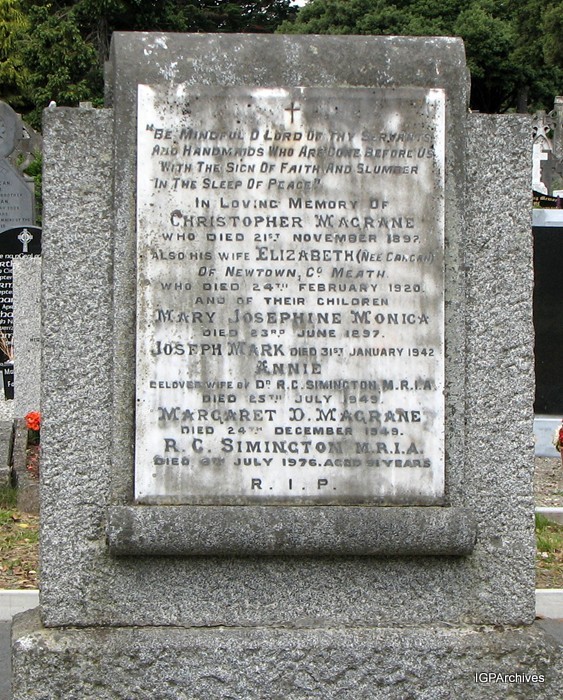 "Be Mindful O Lord Of Thy Servants
And Handmaids Who Are Gone Before Us
With The Sign Of Faith And Slumber
In The Sleep Of Peace"
In Loving Memory Of
Christopher Macrane
who died 21st November 1897
Also his wife Elizabeth (nee
Of Newtown, Co Meath
who died 24th February 1920.
and of their children
Mary Josephine Monica
died 23rd June 1897.
Joseph Mark died 31st January 1942
Annie
beloved wife of Dr R.C. Simington M.R.I.A.
died 25th July 1949.
Margaret D. Macrane
died 24th December 1949.
R. C. Simington M.R.I.A.
Died July 1976. Aged 91 years
R. I. P.
IGPArchives